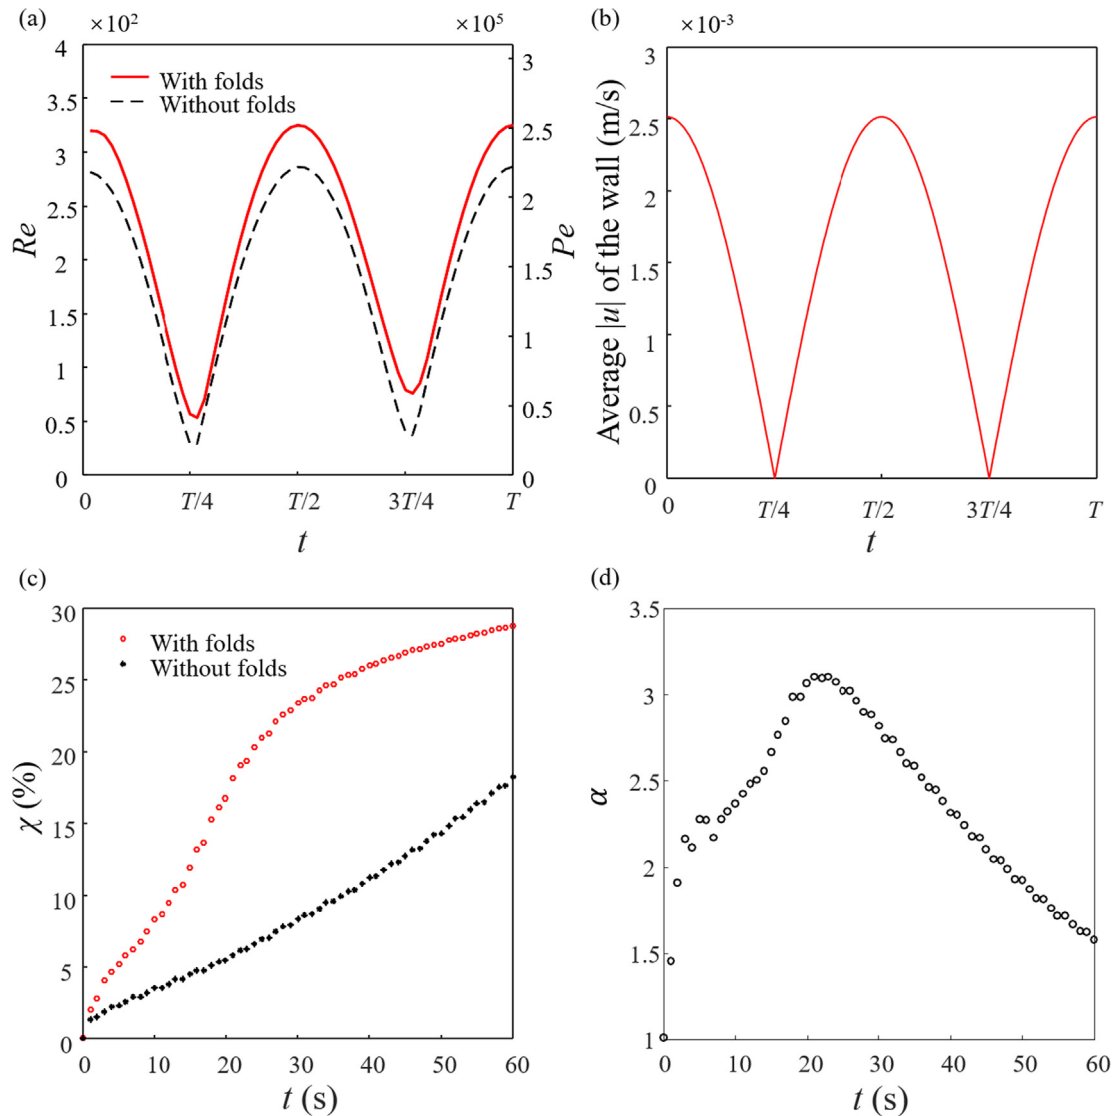 (a)
×10²
×10⁵
4
3.5
3
2.5
2
1.5
1
0.5
0
Re
With folds
Without folds
3
2.5
2
1.5
1
0.5
0
Pe
0 T/4 T/2 3T/4 T
t
(b)
×10⁻³
3
2.5
2
1.5
1
0.5
0
Average |u| of the wall (m/s)
0 T/4 T/2 3T/4 T
t
(c)
30
25
20
15
10
5
0
χ (%)
With folds
Without folds
0 10 20 30 40 50 60
t (s)
(d)
3.5
3
2.5
2
1.5
1
α
0 10 20 30 40 50 60
t (s)